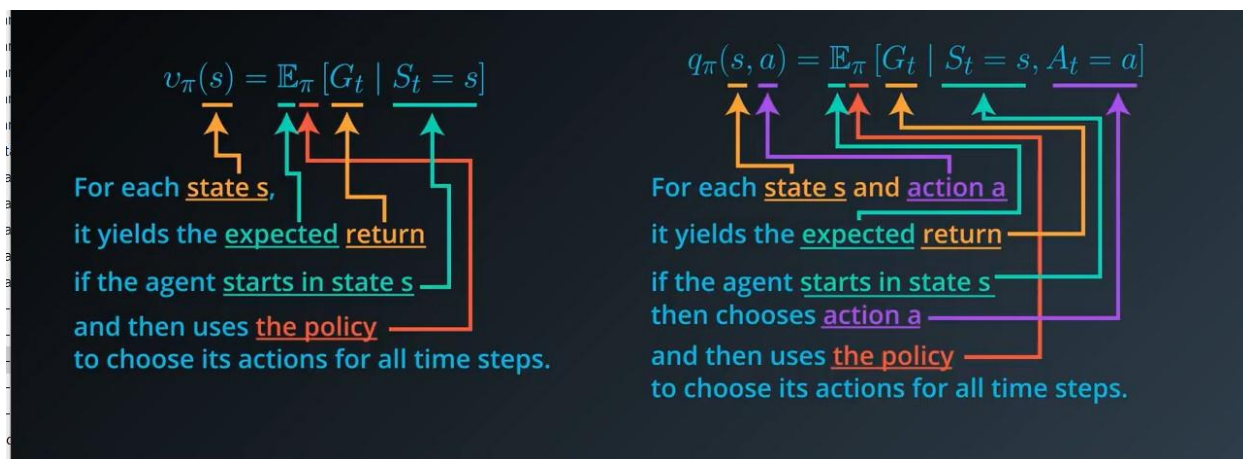 υπ(s) = 𝔼π [Gt | St = s]
For each state s,
it yields the expected return
if the agent starts in state s
and then uses the policy
to choose its actions for all time steps.
qπ(s, a) = 𝔼π [Gt | St = s, At = a]
For each state s and action a
it yields the expected return
if the agent starts in state s
then chooses action a
and then uses the policy
to choose its actions for all time steps.